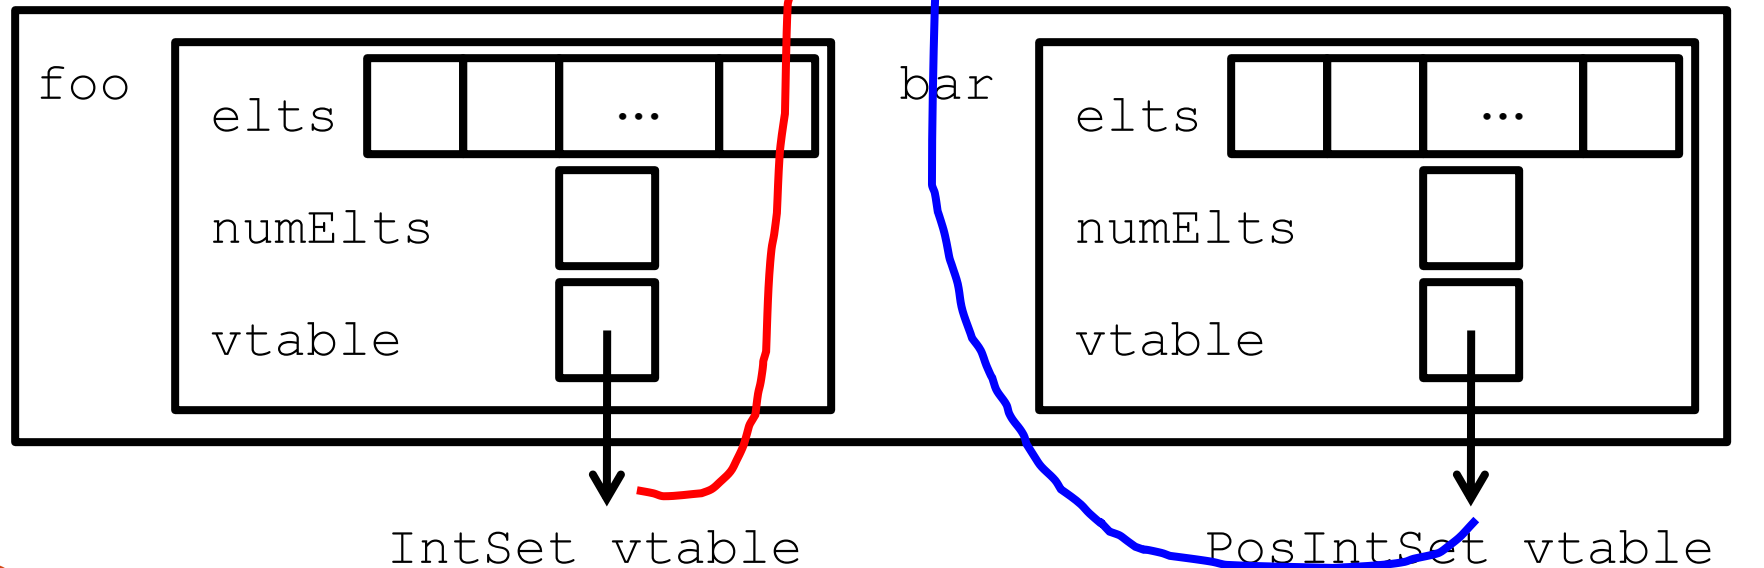 foo
elts ...
numElts
vtable
IntSet vtable
bar
elts ...
numElts
vtable
PosIntSet vtable